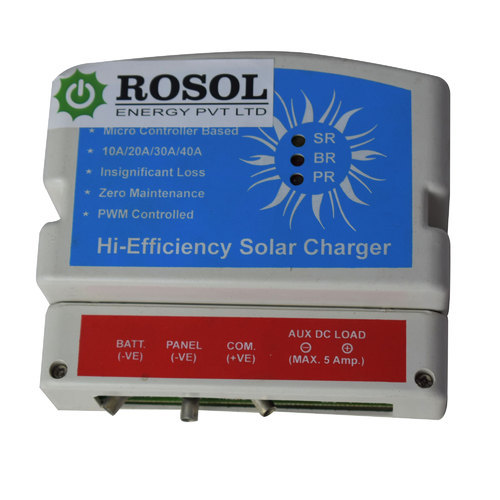 ROSOL
ENERGY PVT LTD
★ Micro Controller Based
★ 10A/20A/30A/40A
★ Insignificant Loss
★ Zero Maintenance
★ PWM Controlled
SR
BR
PR
Hi-Efficiency Solar Charger
BATT. (-VE)
PANEL (-VE)
COM. (+VE)
AUX DC LOAD
⊖ ⊕
(MAX. 5 Amp.)